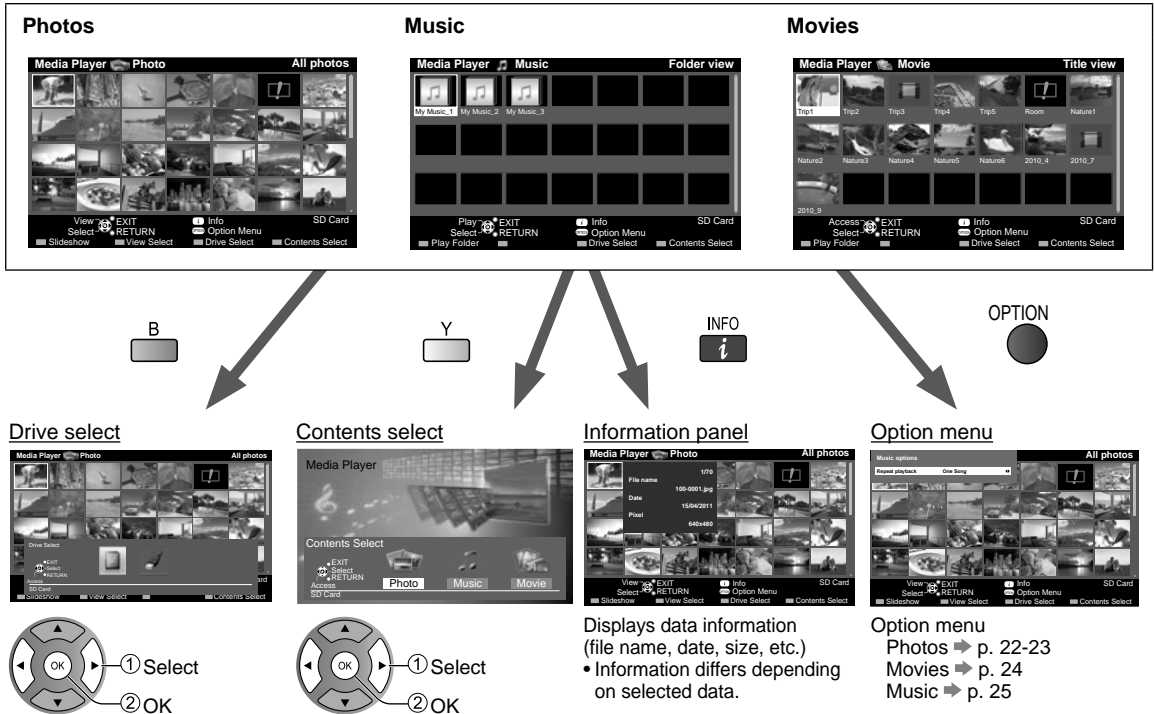 Photos
Media Player Photo All photos
View EXIT
Select RETURN
i Info
OPTION Option Menu
SD Card
Slideshow View Select Drive Select Contents Select
Music
Media Player Music Folder view
My Music_1 My Music_2 My Music_3
Play EXIT
Select RETURN
i Info
Option Menu
SD Card
Play Folder Drive Select Contents Select
Movies
Media Player Movie Title view
Trip1 Trip2 Trip3 Trip4 Trip5 Room Nature1
Nature2 Nature3 Nature4 Nature5 Nature6 2010_4 2010_7
2010_9
Access EXIT
Select RETURN
i Info
Option Menu
SD Card
Play Folder Drive Select Contents Select
B
Y
INFO
i
OPTION
Drive select
Media Player Photo All photos
Drive Select
EXIT
Select
RETURN
Access
SD Card
Slideshow View Select Contents Select
OK
① Select
② OK
Contents select
Media Player
Contents Select
EXIT
Select
RETURN
Access
SD Card
Photo Music Movie
OK
① Select
② OK
Information panel
Media Player Photo All photos
1/70
File name
100-0001.jpg
Date
15/04/2011
Pixel
640x480
View EXIT
Select RETURN
i Info
Option Menu
SD Card
Slideshow View Select Drive Select Contents Select
Displays data information
(file name, date, size, etc.)
• Information differs depending
on selected data.
Option menu
Music options All photos
Repeat playback One Song
View EXIT
Select RETURN
i Info
Option Menu
SD Card
Slideshow View Select Drive Select Contents Select
Option menu
Photos ➡ p. 22-23
Movies ➡ p. 24
Music ➡ p. 25